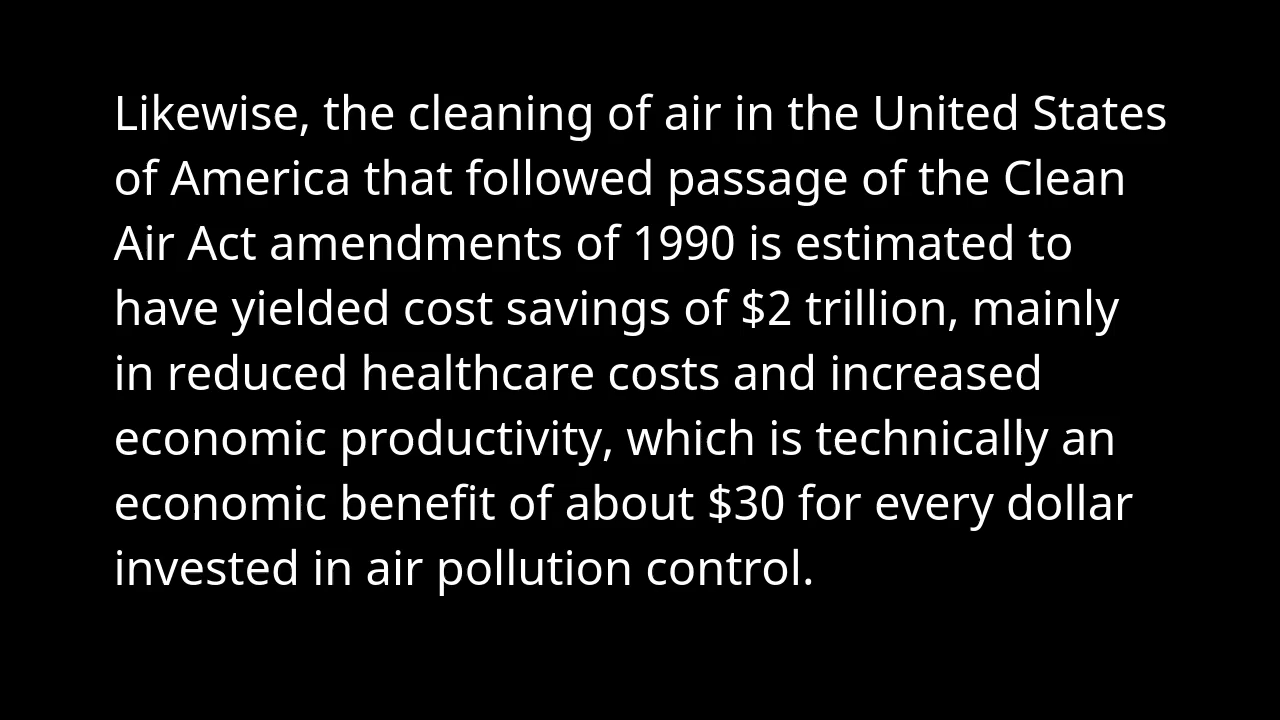 Likewise, the cleaning of air in the United States
of America that followed passage of the Clean
Air Act amendments of 1990 is estimated to
have yielded cost savings of $2 trillion, mainly
in reduced healthcare costs and increased
economic productivity, which is technically an
economic benefit of about $30 for every dollar
invested in air pollution control.